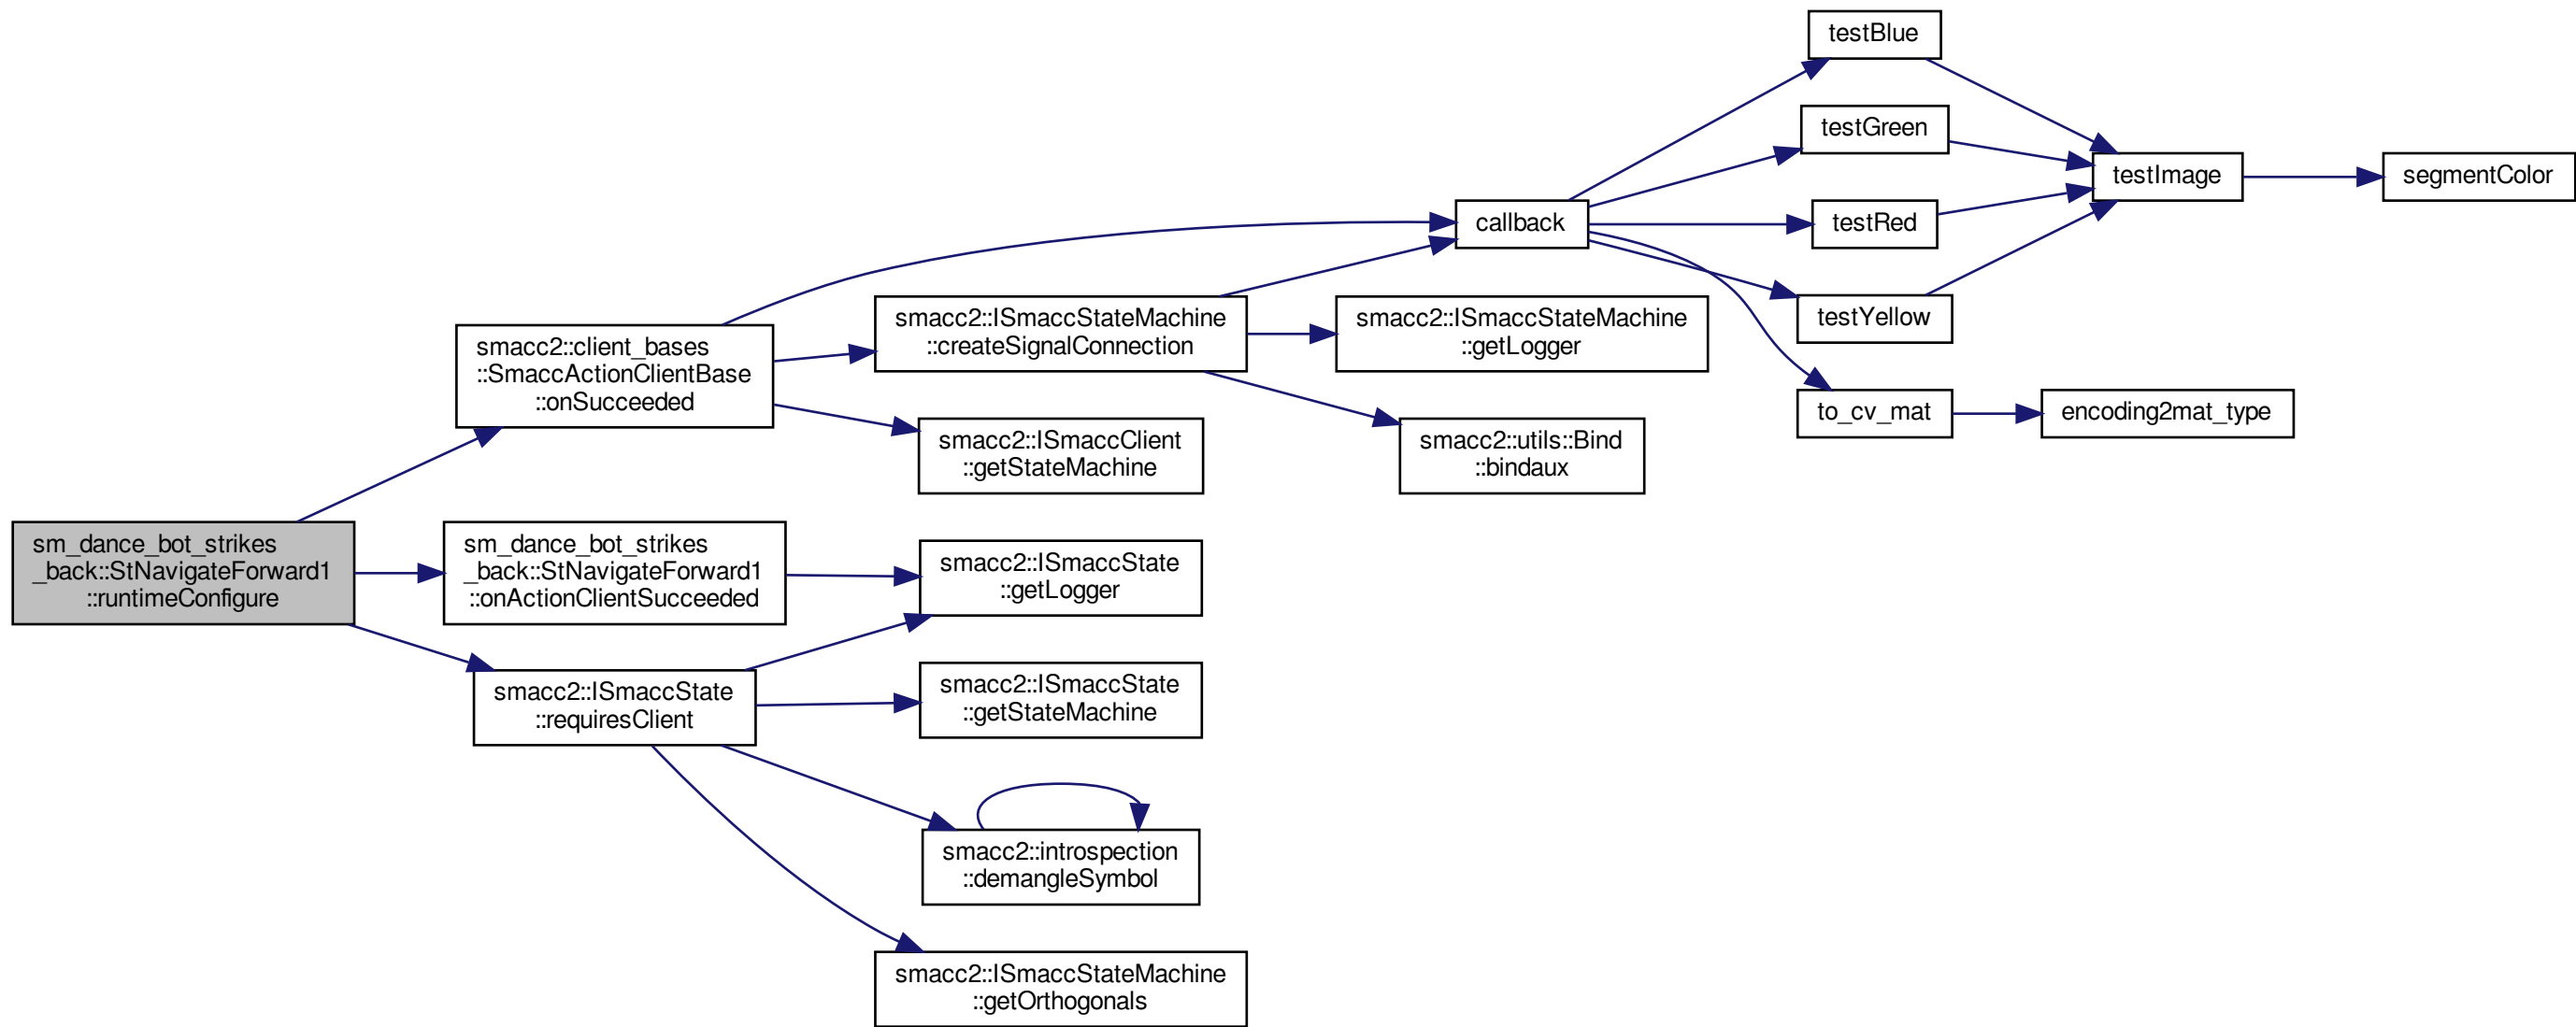 sm_dance_bot_strikes
_back::StNavigateForward1
::runtimeConfigure
smacc2::client_bases
::SmaccActionClientBase
::onSucceeded
sm_dance_bot_strikes
_back::StNavigateForward1
::onActionClientSucceeded
smacc2::ISmaccState
::requiresClient
smacc2::ISmaccStateMachine
::createSignalConnection
smacc2::ISmaccClient
::getStateMachine
smacc2::ISmaccState
::getLogger
smacc2::ISmaccState
::getStateMachine
smacc2::introspection
::demangleSymbol
smacc2::ISmaccStateMachine
::getOrthogonals
callback
smacc2::ISmaccStateMachine
::getLogger
smacc2::utils::Bind
::bindaux
testBlue
testGreen
testRed
testYellow
to_cv_mat
testImage
encoding2mat_type
segmentColor